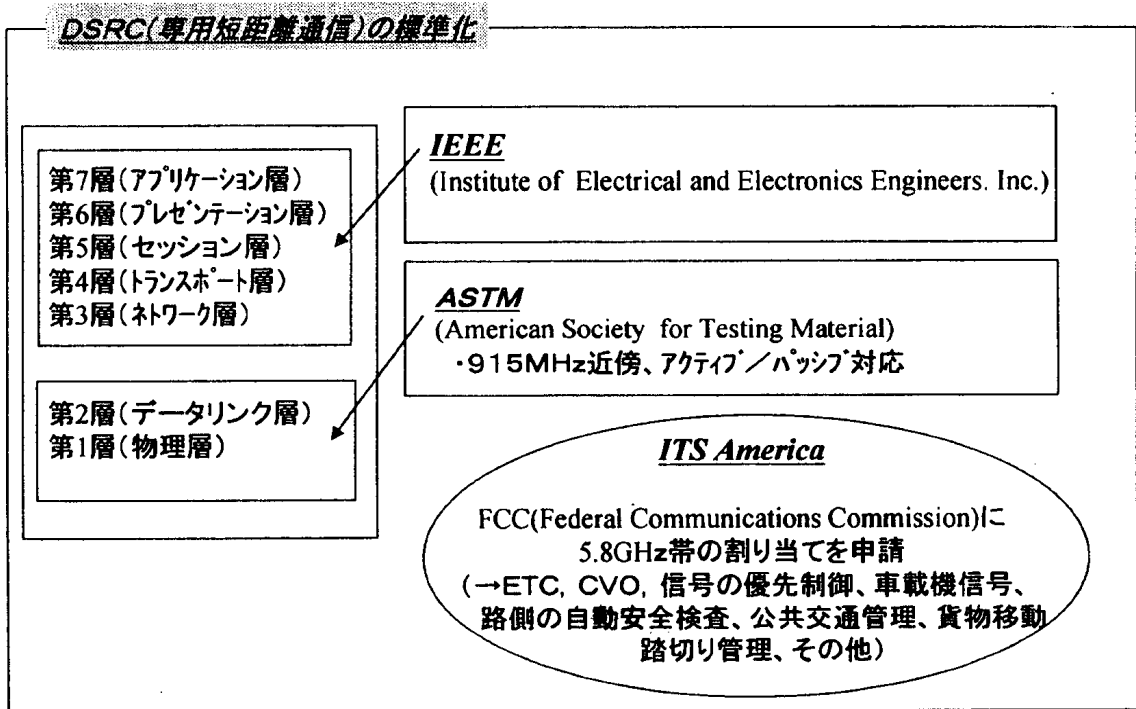 DSRC(専用短距離通信)の標準化
第7層(アプリケーション層)
第6層(プレゼンテーション層)
第5層(セッション層)
第4層(トランスポート層)
第3層(ネトワーク層)
第2層(データリンク層)
第1層(物理層)
IEEE
(Institute of Electrical and Electronics Engineers. Inc.)
ASTM
(American Society for Testing Material)
・915MHz近傍、アクティブ/パッシブ対応
ITS America
FCC(Federal Communications Commission)に
5.8GHz帯の割り当てを申請
(→ETC, CVO, 信号の優先制御、車載機信号、
路側の自動安全検査、公共交通管理、貨物移動
踏切り管理、その他)